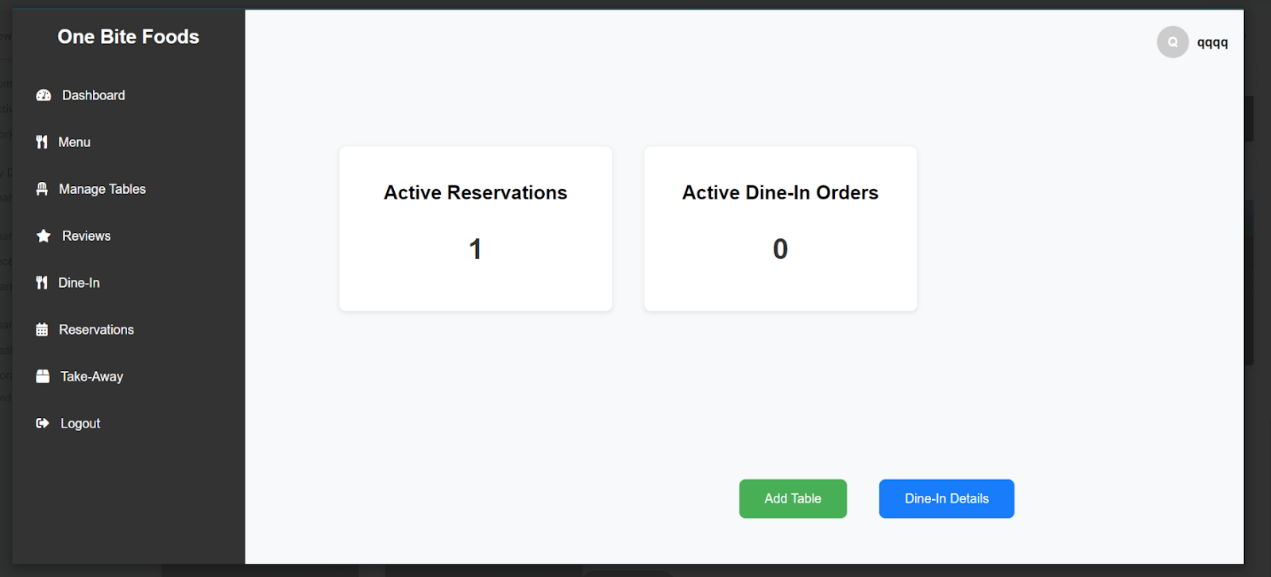 One Bite Foods
Q qqqq
Dashboard
Menu
Manage Tables
Reviews
Dine-In
Reservations
Take-Away
Logout
Active Reservations
1
Active Dine-In Orders
0
Add Table
Dine-In Details